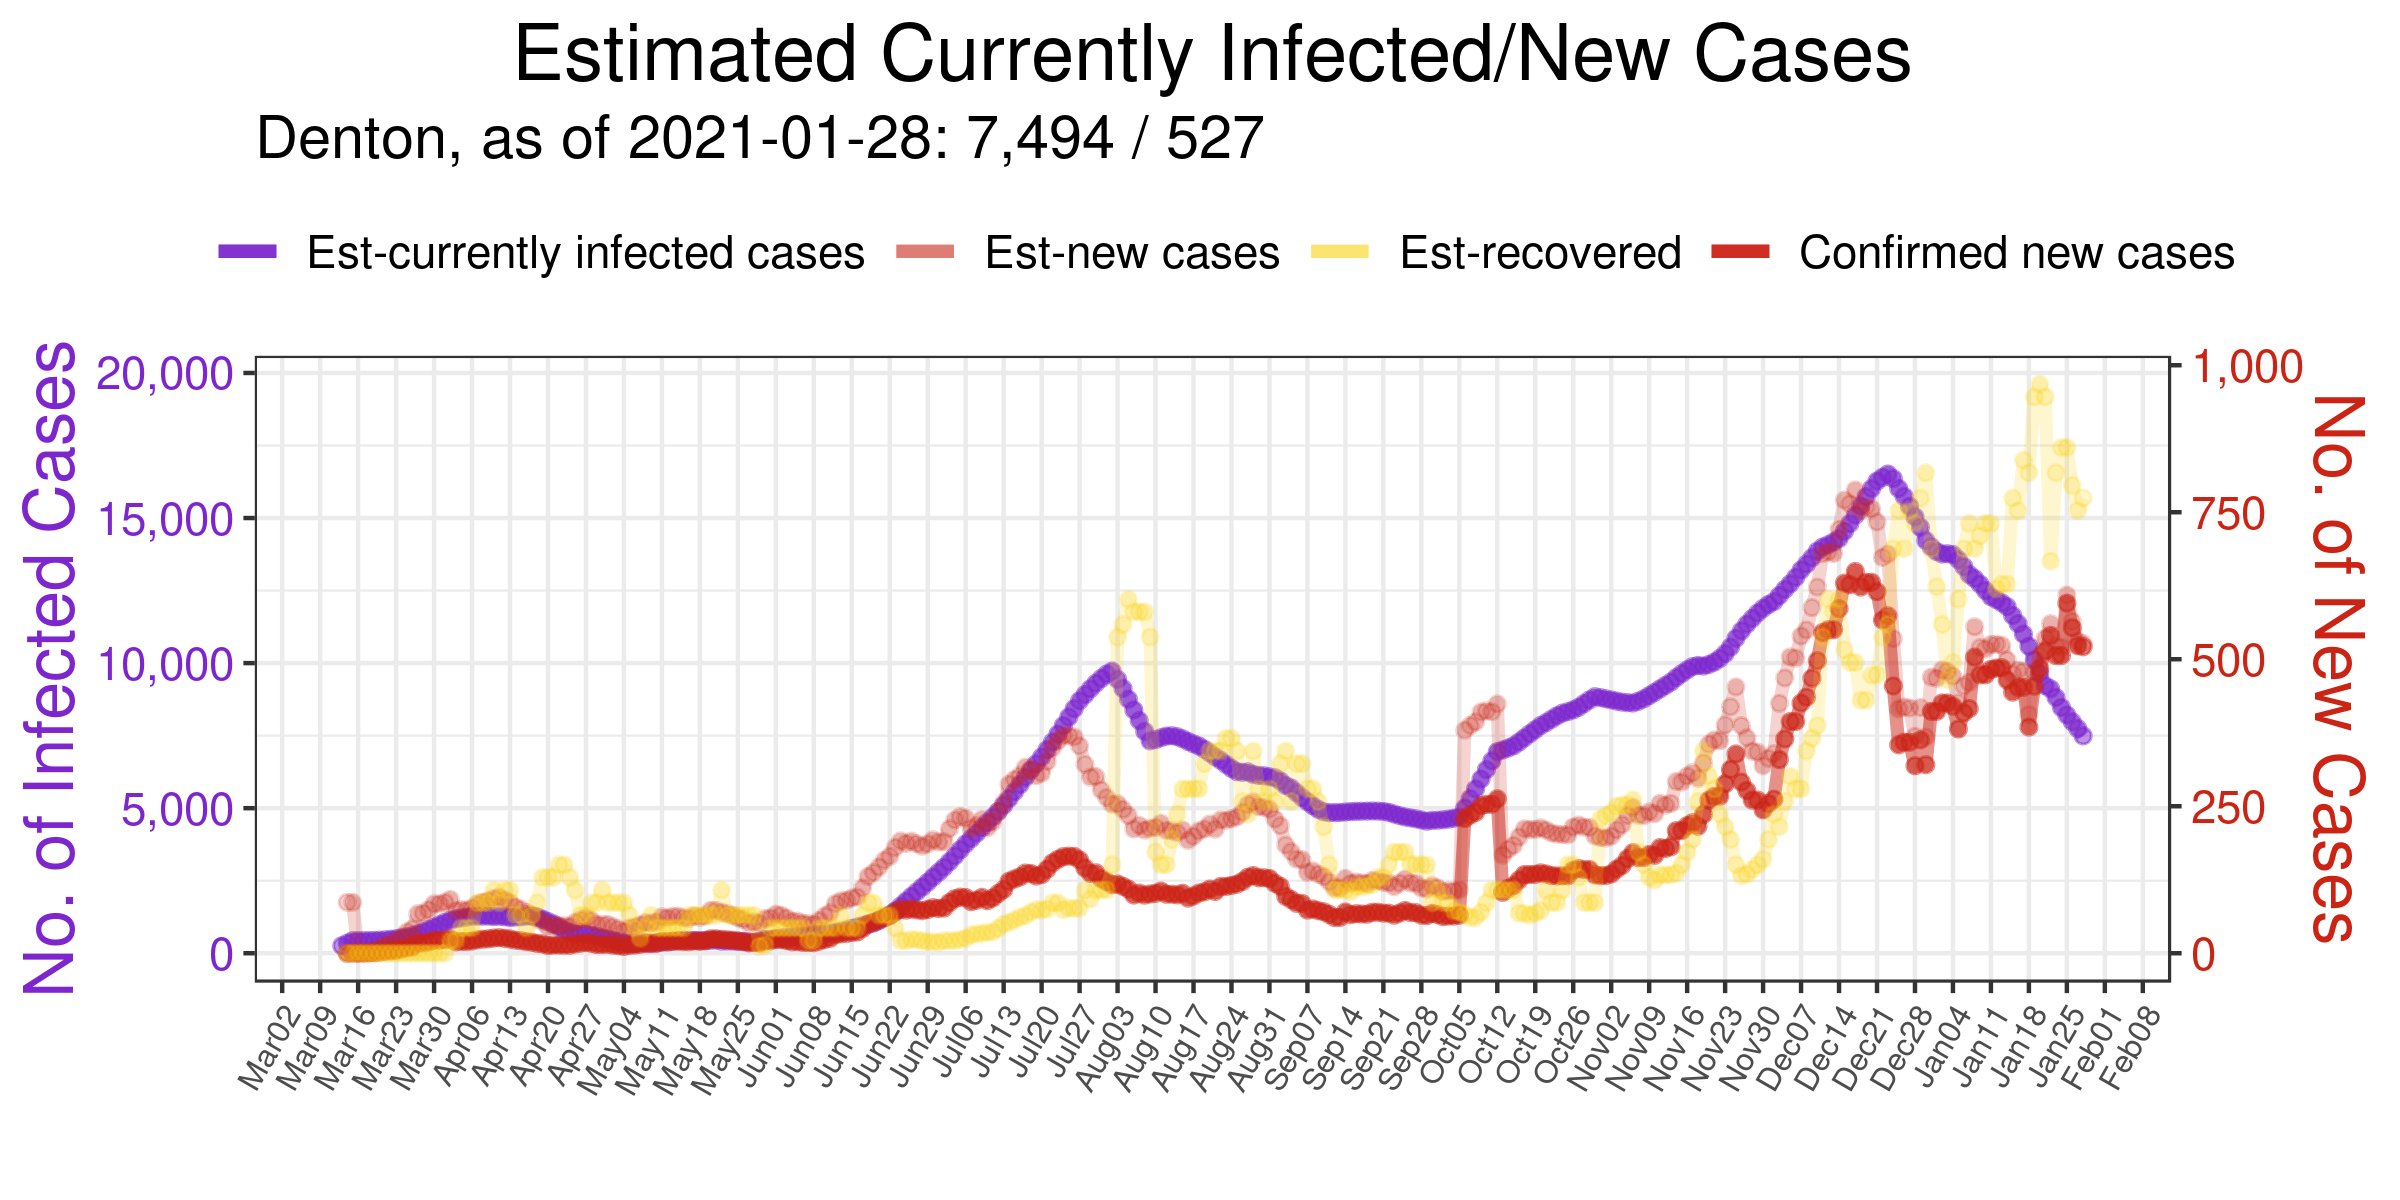 Estimated Currently Infected/New Cases
Denton, as of 2021-01-28: 7,494 / 527
Est-currently infected cases Est-new cases Est-recovered Confirmed new cases
No. of Infected Cases
20,000
15,000
10,000
5,000
0
1,000
750
500
250
0
No. of New Cases
Mar02 Mar09 Mar16 Mar23 Mar30 Apr06 Apr13 Apr20 Apr27 May04 May11 May18 May25 Jun01 Jun08 Jun15 Jun22 Jun29 Jul06 Jul13 Jul20 Jul27 Aug03 Aug10 Aug17 Aug24 Aug31 Sep07 Sep14 Sep21 Sep28 Oct05 Oct12 Oct19 Oct26 Nov02 Nov09 Nov16 Nov23 Nov30 Dec07 Dec14 Dec21 Dec28 Dec04 Jan11 Jan18 Jan25 Feb01 Feb08